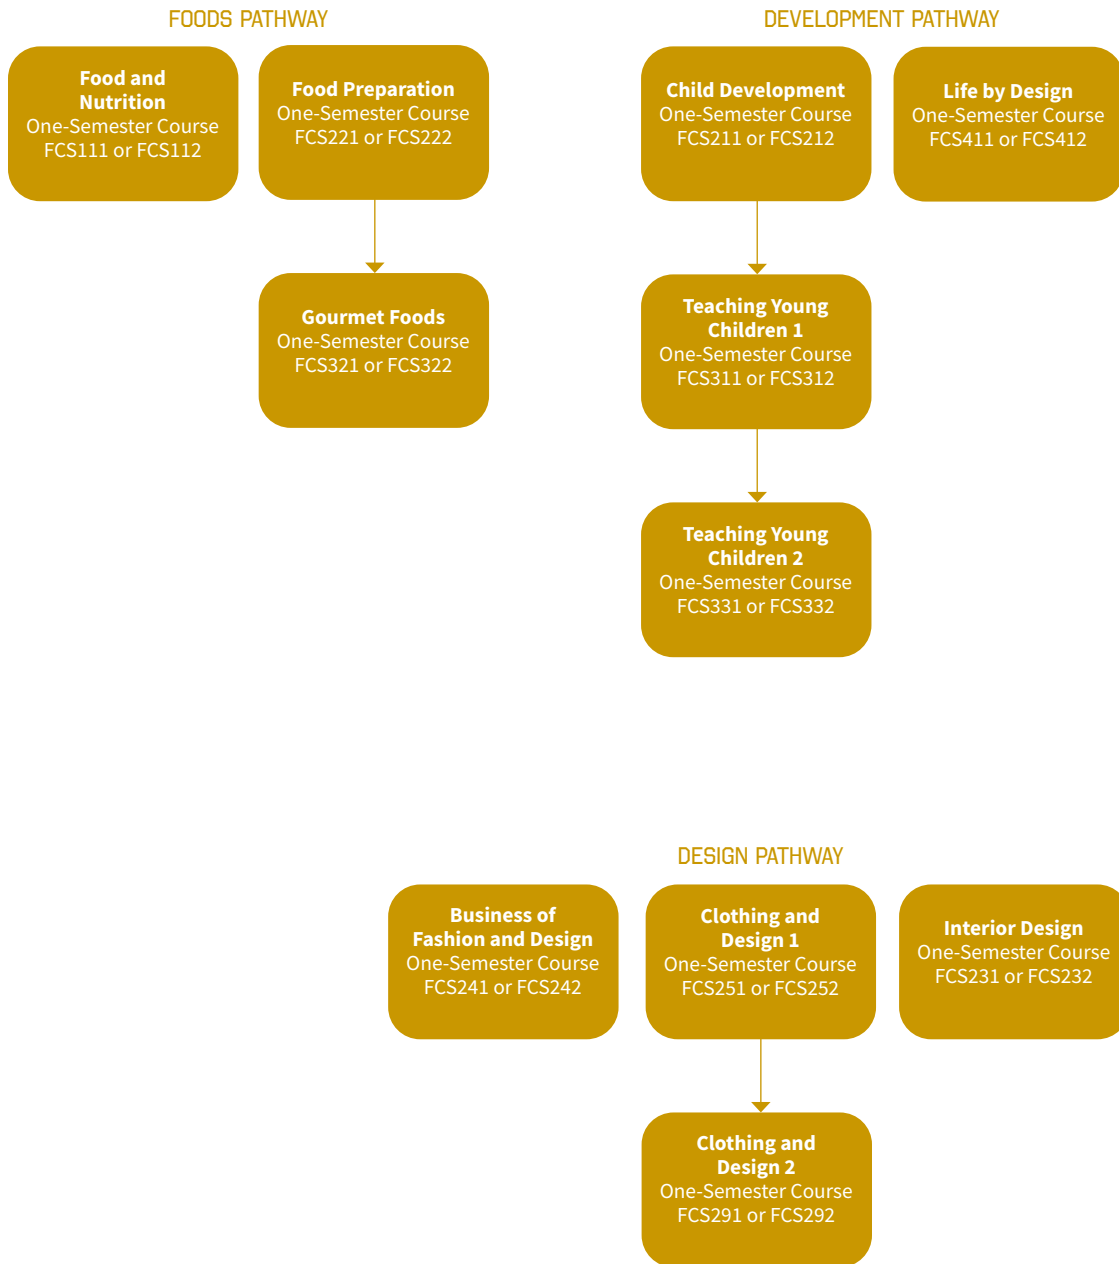 FOODS PATHWAY
Food and
Nutrition
One-Semester Course
FCS111 or FCS112
Food Preparation
One-Semester Course
FCS221 or FCS222
Gourmet Foods
One-Semester Course
FCS321 or FCS322
DEVELOPMENT PATHWAY
Child Development
One-Semester Course
FCS211 or FCS212
Life by Design
One-Semester Course
FCS411 or FCS412
Teaching Young
Children 1
One-Semester Course
FCS311 or FCS312
Teaching Young
Children 2
One-Semester Course
FCS331 or FCS332
DESIGN PATHWAY
Business of
Fashion and Design
One-Semester Course
FCS241 or FCS242
Clothing and
Design 1
One-Semester Course
FCS251 or FCS252
Interior Design
One-Semester Course
FCS231 or FCS232
Clothing and
Design 2
One-Semester Course
FCS291 or FCS292